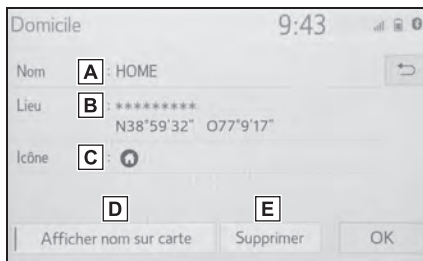 Domicile 9:43
Nom A : HOME
Lieu B : *********
N38°59'32" O77°9'17"
Icône C :
D E
Afficher nom sur carte Supprimer OK